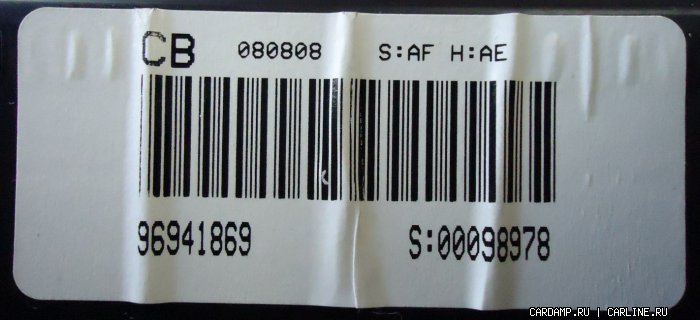 CB 080808 S:AF H:AE
96941869 S:00098978
CARDAMP.RU | CARLINE.RU